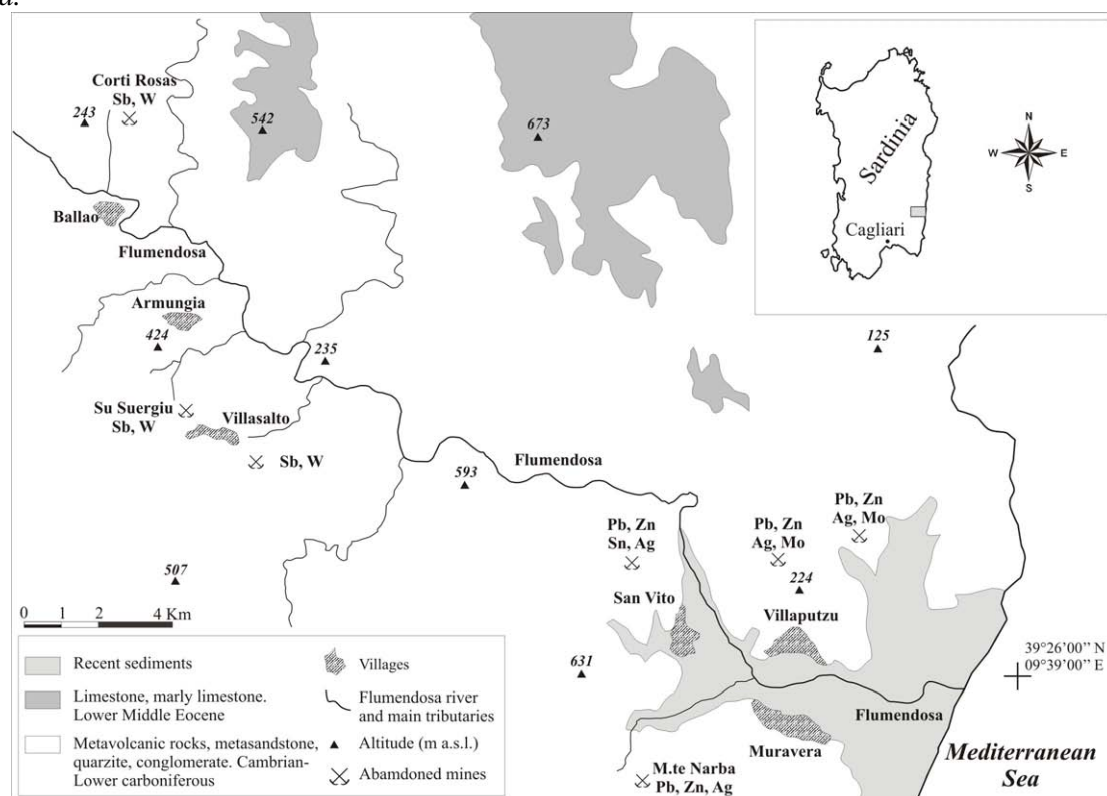 a.
Corti Rosas
Sb, W
243
542
673
Ballao
Flumendosa
Armungia
424
235
125
Su Suergiu
Sb, W
Villasalto
Sb, W
593
Flumendosa
507
0 1 2 4 Km
Pb, Zn
Sn, Ag
Pb, Zn
Ag, Mo
Pb, Zn
Ag, Mo
224
San Vito
Villaputzu
631
Flumendosa
Muravera
M.te Narba
Pb, Zn, Ag
Mediterranean
Sea
39°26'00'' N
09°39'00'' E
Sardinia
Cagliari
N
W E
S
Recent sediments
Limestone, marly limestone.
Lower Middle Eocene
Metavolcanic rocks, metasandstone,
quarzite, conglomerate. Cambrian-
Lower carboniferous
Villages
Flumendosa river
and main tributaries
Altitude (m a.s.l.)
Abamdoned mines